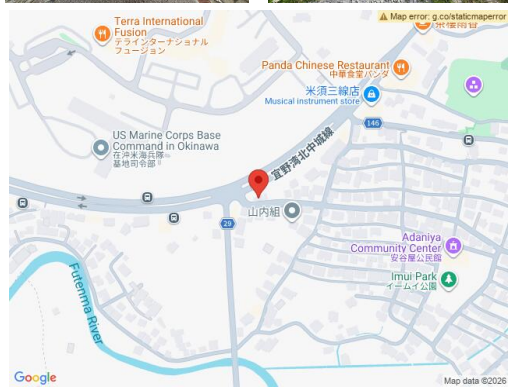 Map error: g.co/staticmaperror
Terra International
Fusion
テラインターナショナル
フュージョン
Panda Chinese Restaurant
中華食堂パンダ
米須三線店
Musical instrument store
146
US Marine Corps Base
Command in Okinawa
在沖米海兵隊
基地司令部
宜野湾北中城線
29
山内組
Adaniya
Community Center
安谷屋公民館
Imui Park
イームイ公園
Futenma River
Google
Map data ©2026